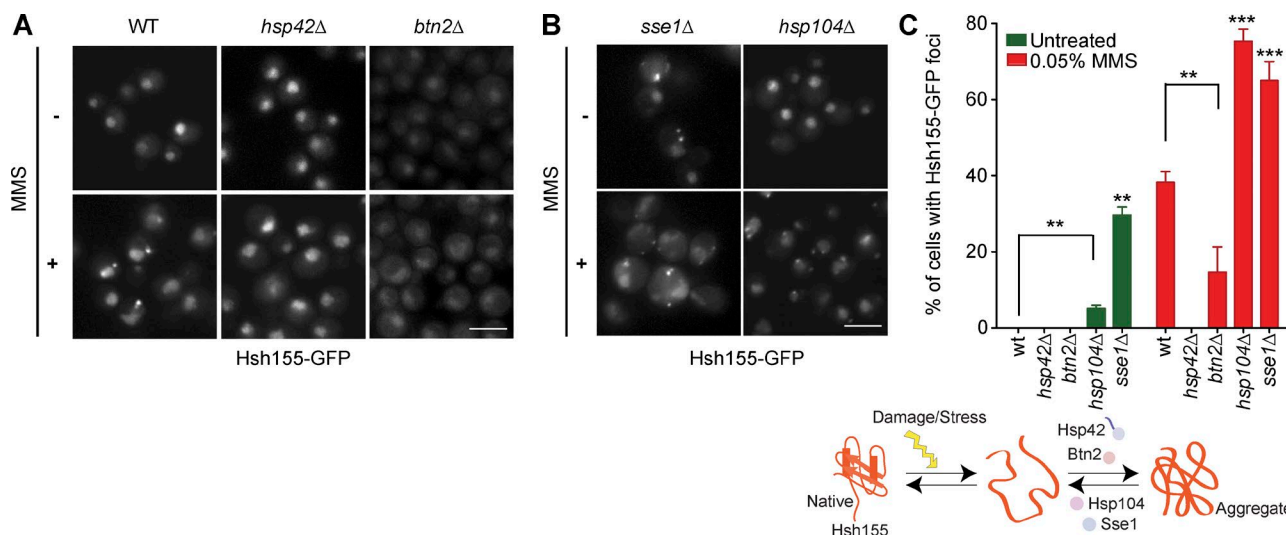 A
WT
hsp42Δ
btn2Δ
MMS
-
+
Hsh155-GFP
B
sse1Δ
hsp104Δ
MMS
-
+
Hsh155-GFP
C
% of cells with Hsh155-GFP foci
80
60
40
20
0
Untreated
0.05% MMS
**
**
**
***
***
wt
hsp42Δ
btn2Δ
hsp104Δ
sse1Δ
wt
hsp42Δ
btn2Δ
hsp104Δ
sse1Δ
Damage/Stress
Hsp42
Btn2
Native
Hsh155
Hsp104
Sse1
Aggregate